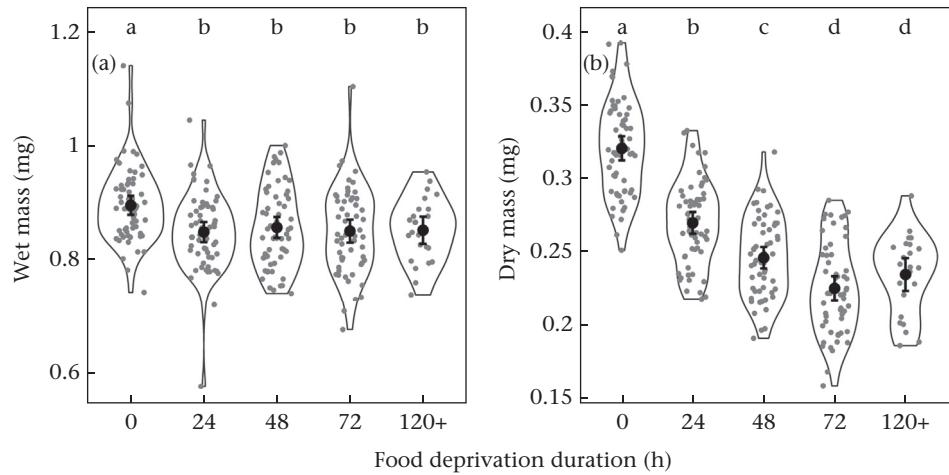 a b b b b
a b c d d
(a)
(b)
Wet mass (mg)
1.2
1
0.8
0.6
0 24 48 72 120+
Dry mass (mg)
0.4
0.35
0.3
0.25
0.2
0.15
0 24 48 72 120+
Food deprivation duration (h)